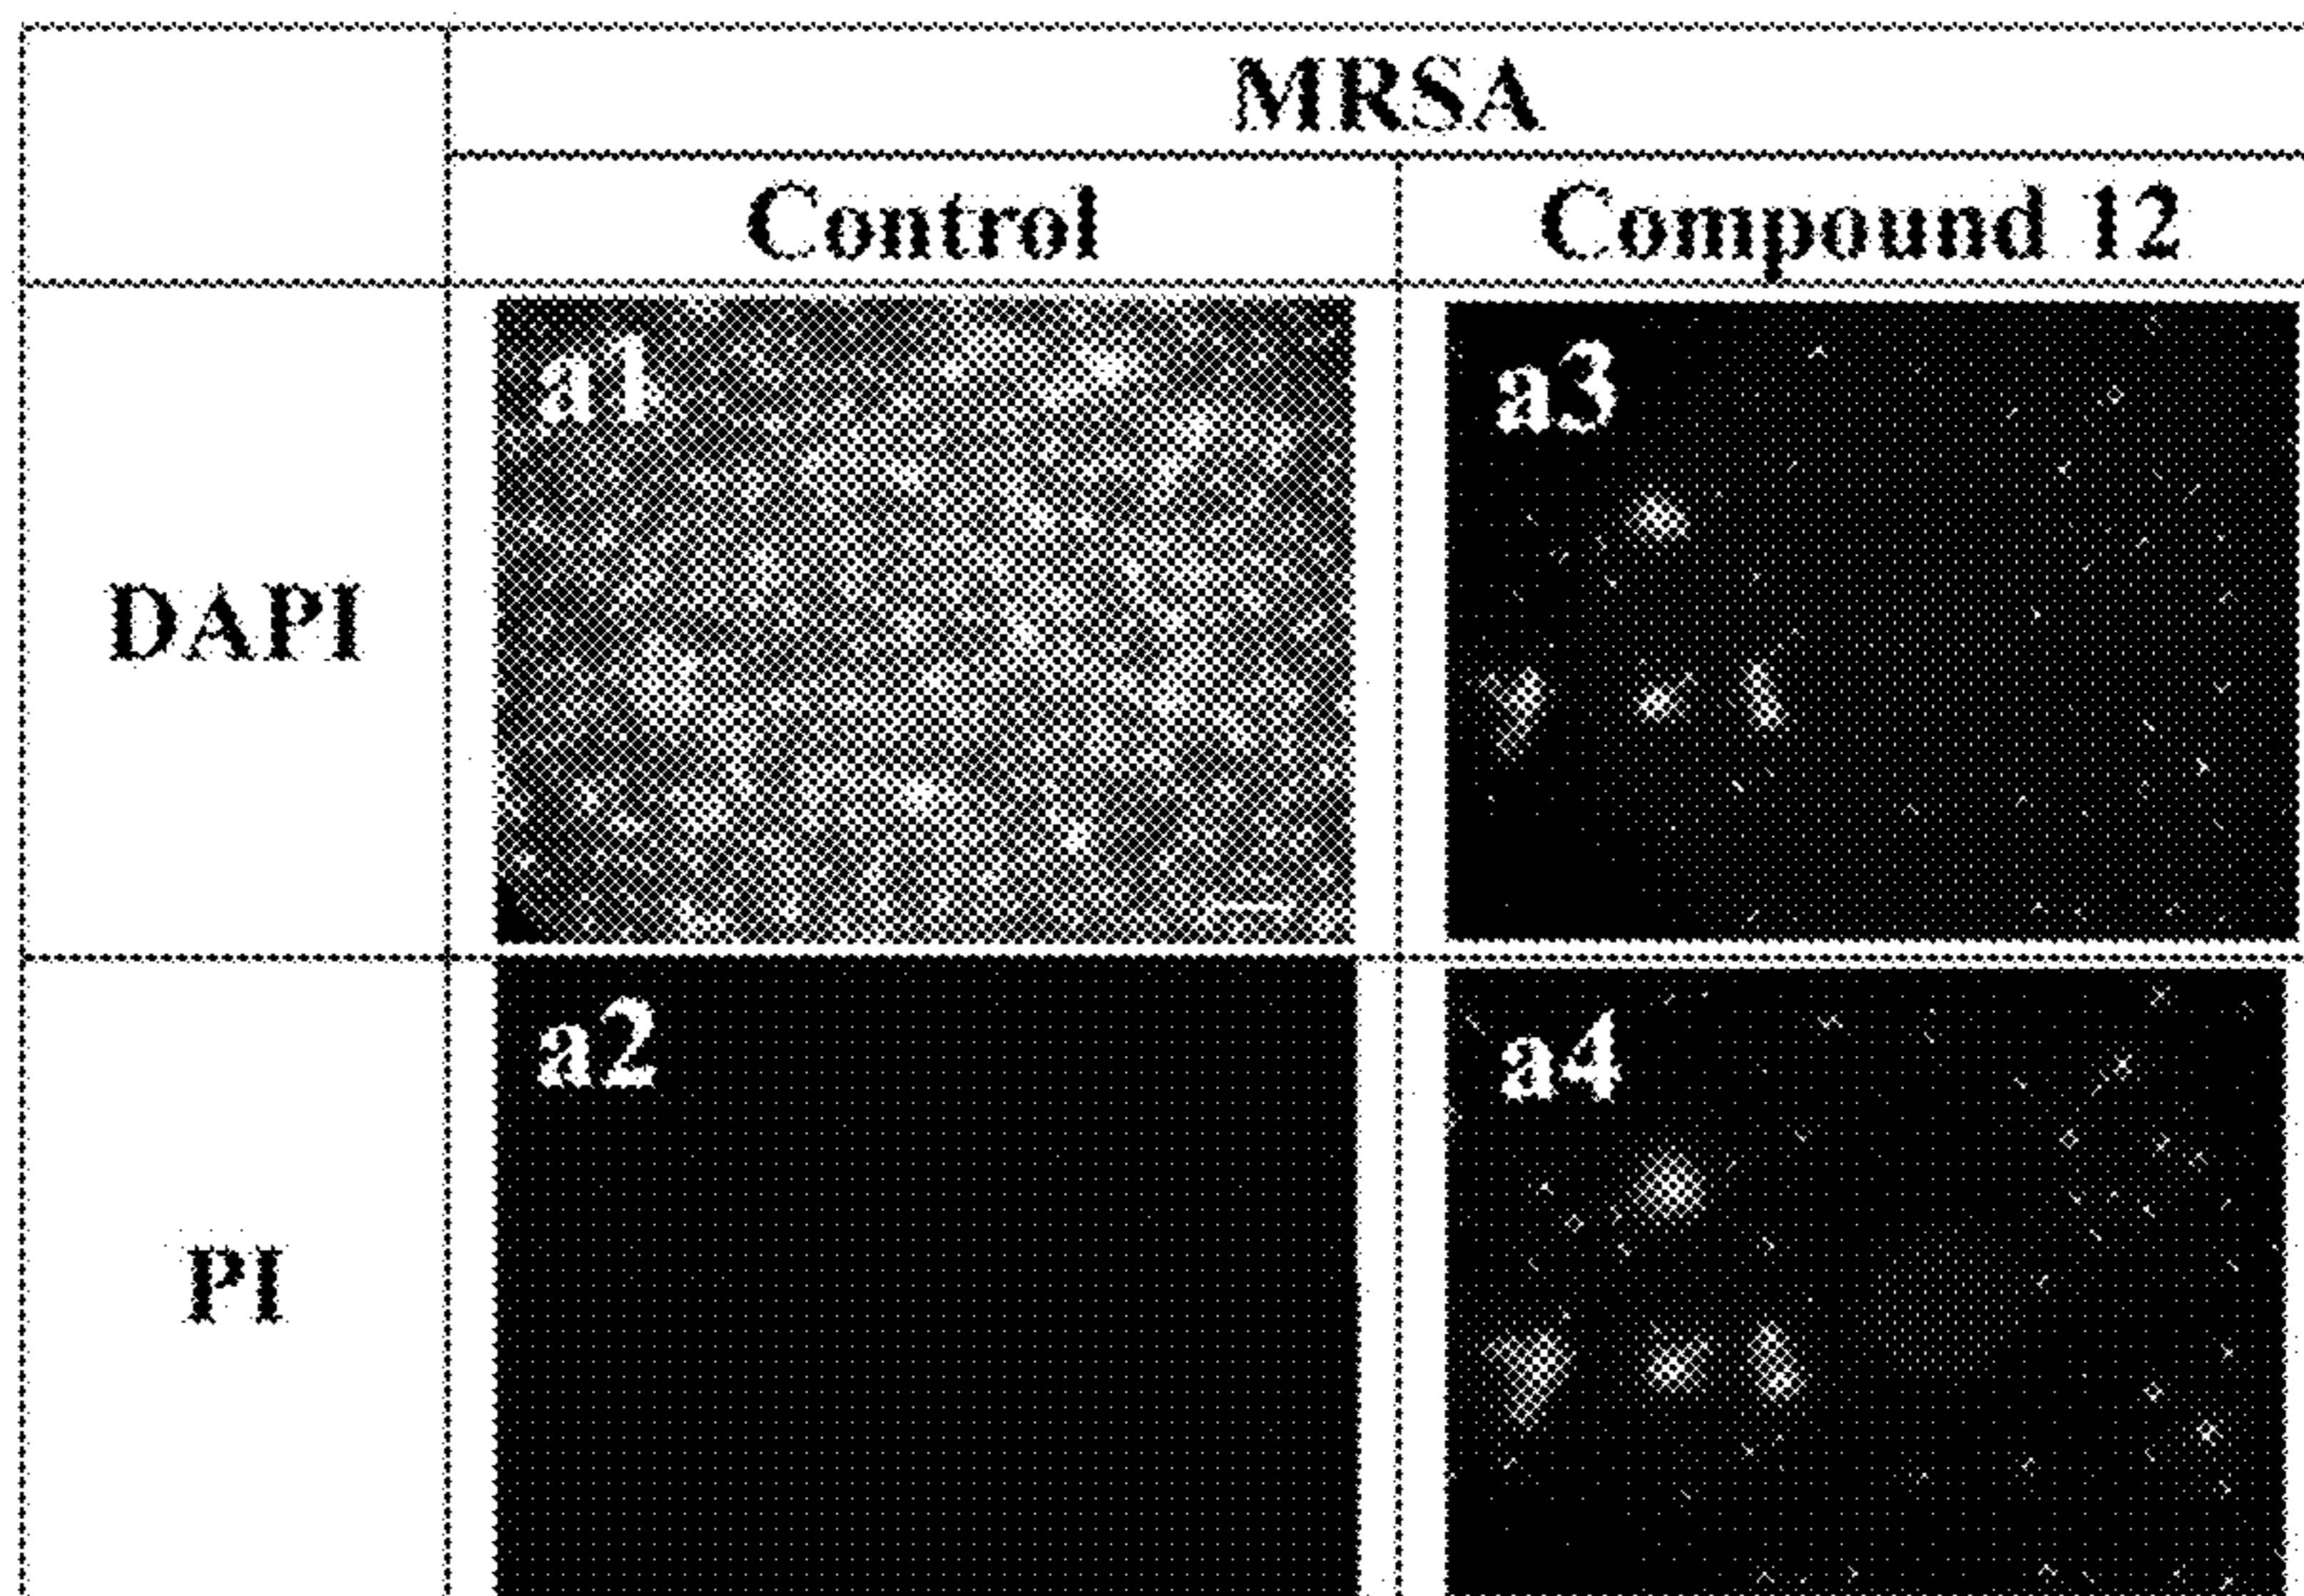 MRSA
Control Compound 12
DAPI
a1 a3
PI
a2 a4